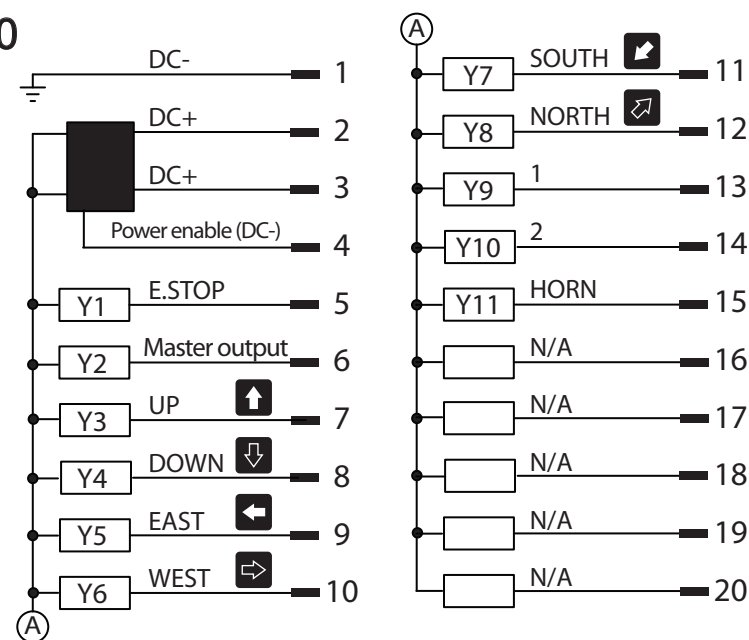 0
DC- 1
DC+ 2
DC+ 3
Power enable (DC-) 4
Y1 E.STOP 5
Y2 Master output 6
Y3 UP 7
Y4 DOWN 8
Y5 EAST 9
Y6 WEST 10
A
A
Y7 SOUTH 11
Y8 NORTH 12
Y9 1 13
Y10 2 14
Y11 HORN 15
N/A 16
N/A 17
N/A 18
N/A 19
N/A 20